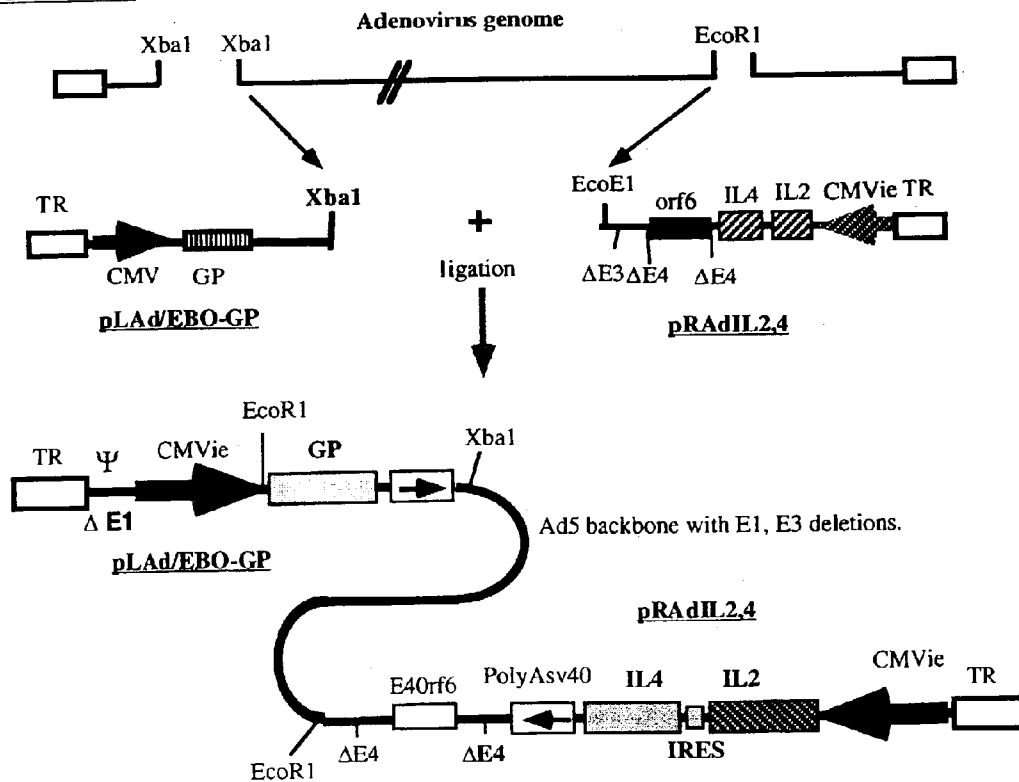 Adenovirus genome
Xba1 Xba1 EcoR1
TR Xba1 EcoE1 orf6 IL4 IL2 CMVie TR
+
CMV GP ligation ΔE3 ΔE4 ΔE4
pLAd/EBO-GP pRAdIL2,4
EcoR1 Xba1
TR Ψ CMVie GP
Δ E1
Ad5 backbone with E1, E3 deletions.
pLAd/EBO-GP
pRAdIL2,4
E40rf6 PolyAsv40 IL4 IL2 CMVie TR
EcoR1 ΔE4 ΔE4 IRES